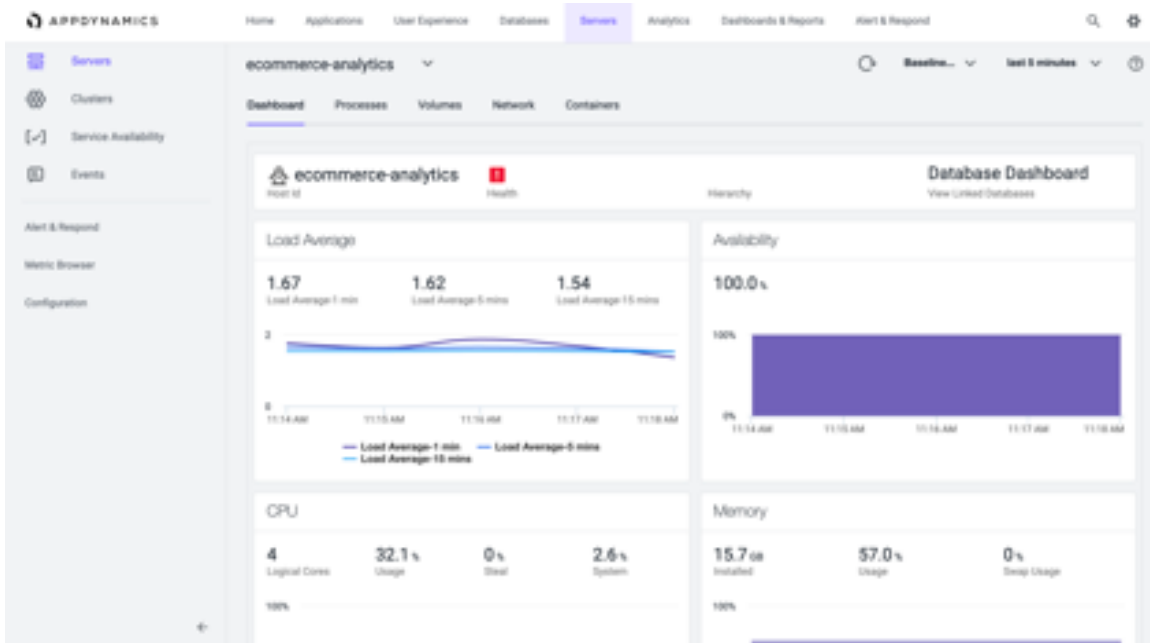 APPDYNAMICS Home Applications User Experience Databases Servers Analytics Dashboards & Reports Alert & Respond
Servers
Clusters
Service Availability
Events
Alert & Respond
Metric Browser
Configuration
ecommerce-analytics Baseline... last 5 minutes
Dashboard Processes Volumes Network Containers
ecommerce-analytics ! Database Dashboard
Host Id Health Hierarchy View Linked Databases
Load Average
1.67 1.62 1.54
Load Average-1 min Load Average-5 mins Load Average-15 mins
2
0
11:14 AM 11:15 AM 11:16 AM 11:17 AM 11:18 AM
Load Average-1 min Load Average-5 mins
Load Average-15 mins
Availability
100.0 %
100%
0%
11:14 AM 11:15 AM 11:16 AM 11:17 AM 11:18 AM
CPU
4 32.1 % 0 % 2.6 %
Logical Cores Usage Steal System
100%
Memory
15.7 GB 57.0 % 0 %
Installed Usage Swap Usage
100%